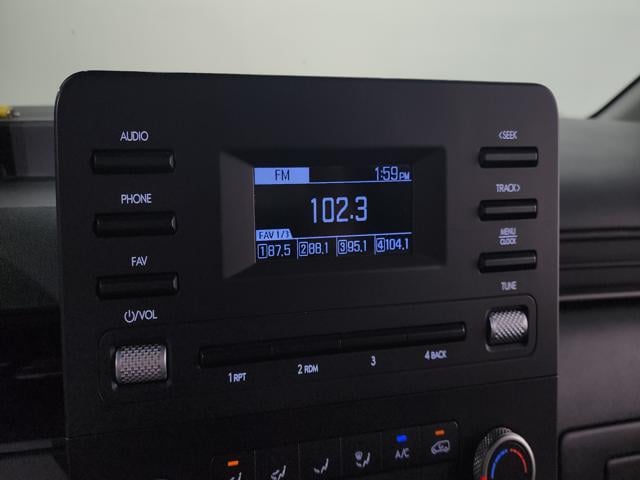 AUDIO
<SEEK
FM 1:59PM
PHONE
102.3
TRACK>
FAV 1/3
MENU
CLOCK
1 87.5 2 88.1 3 95.1 4 104.1
FAV
TUNE
⏻/VOL
1 RPT 2 RDM 3 4 BACK
A/C